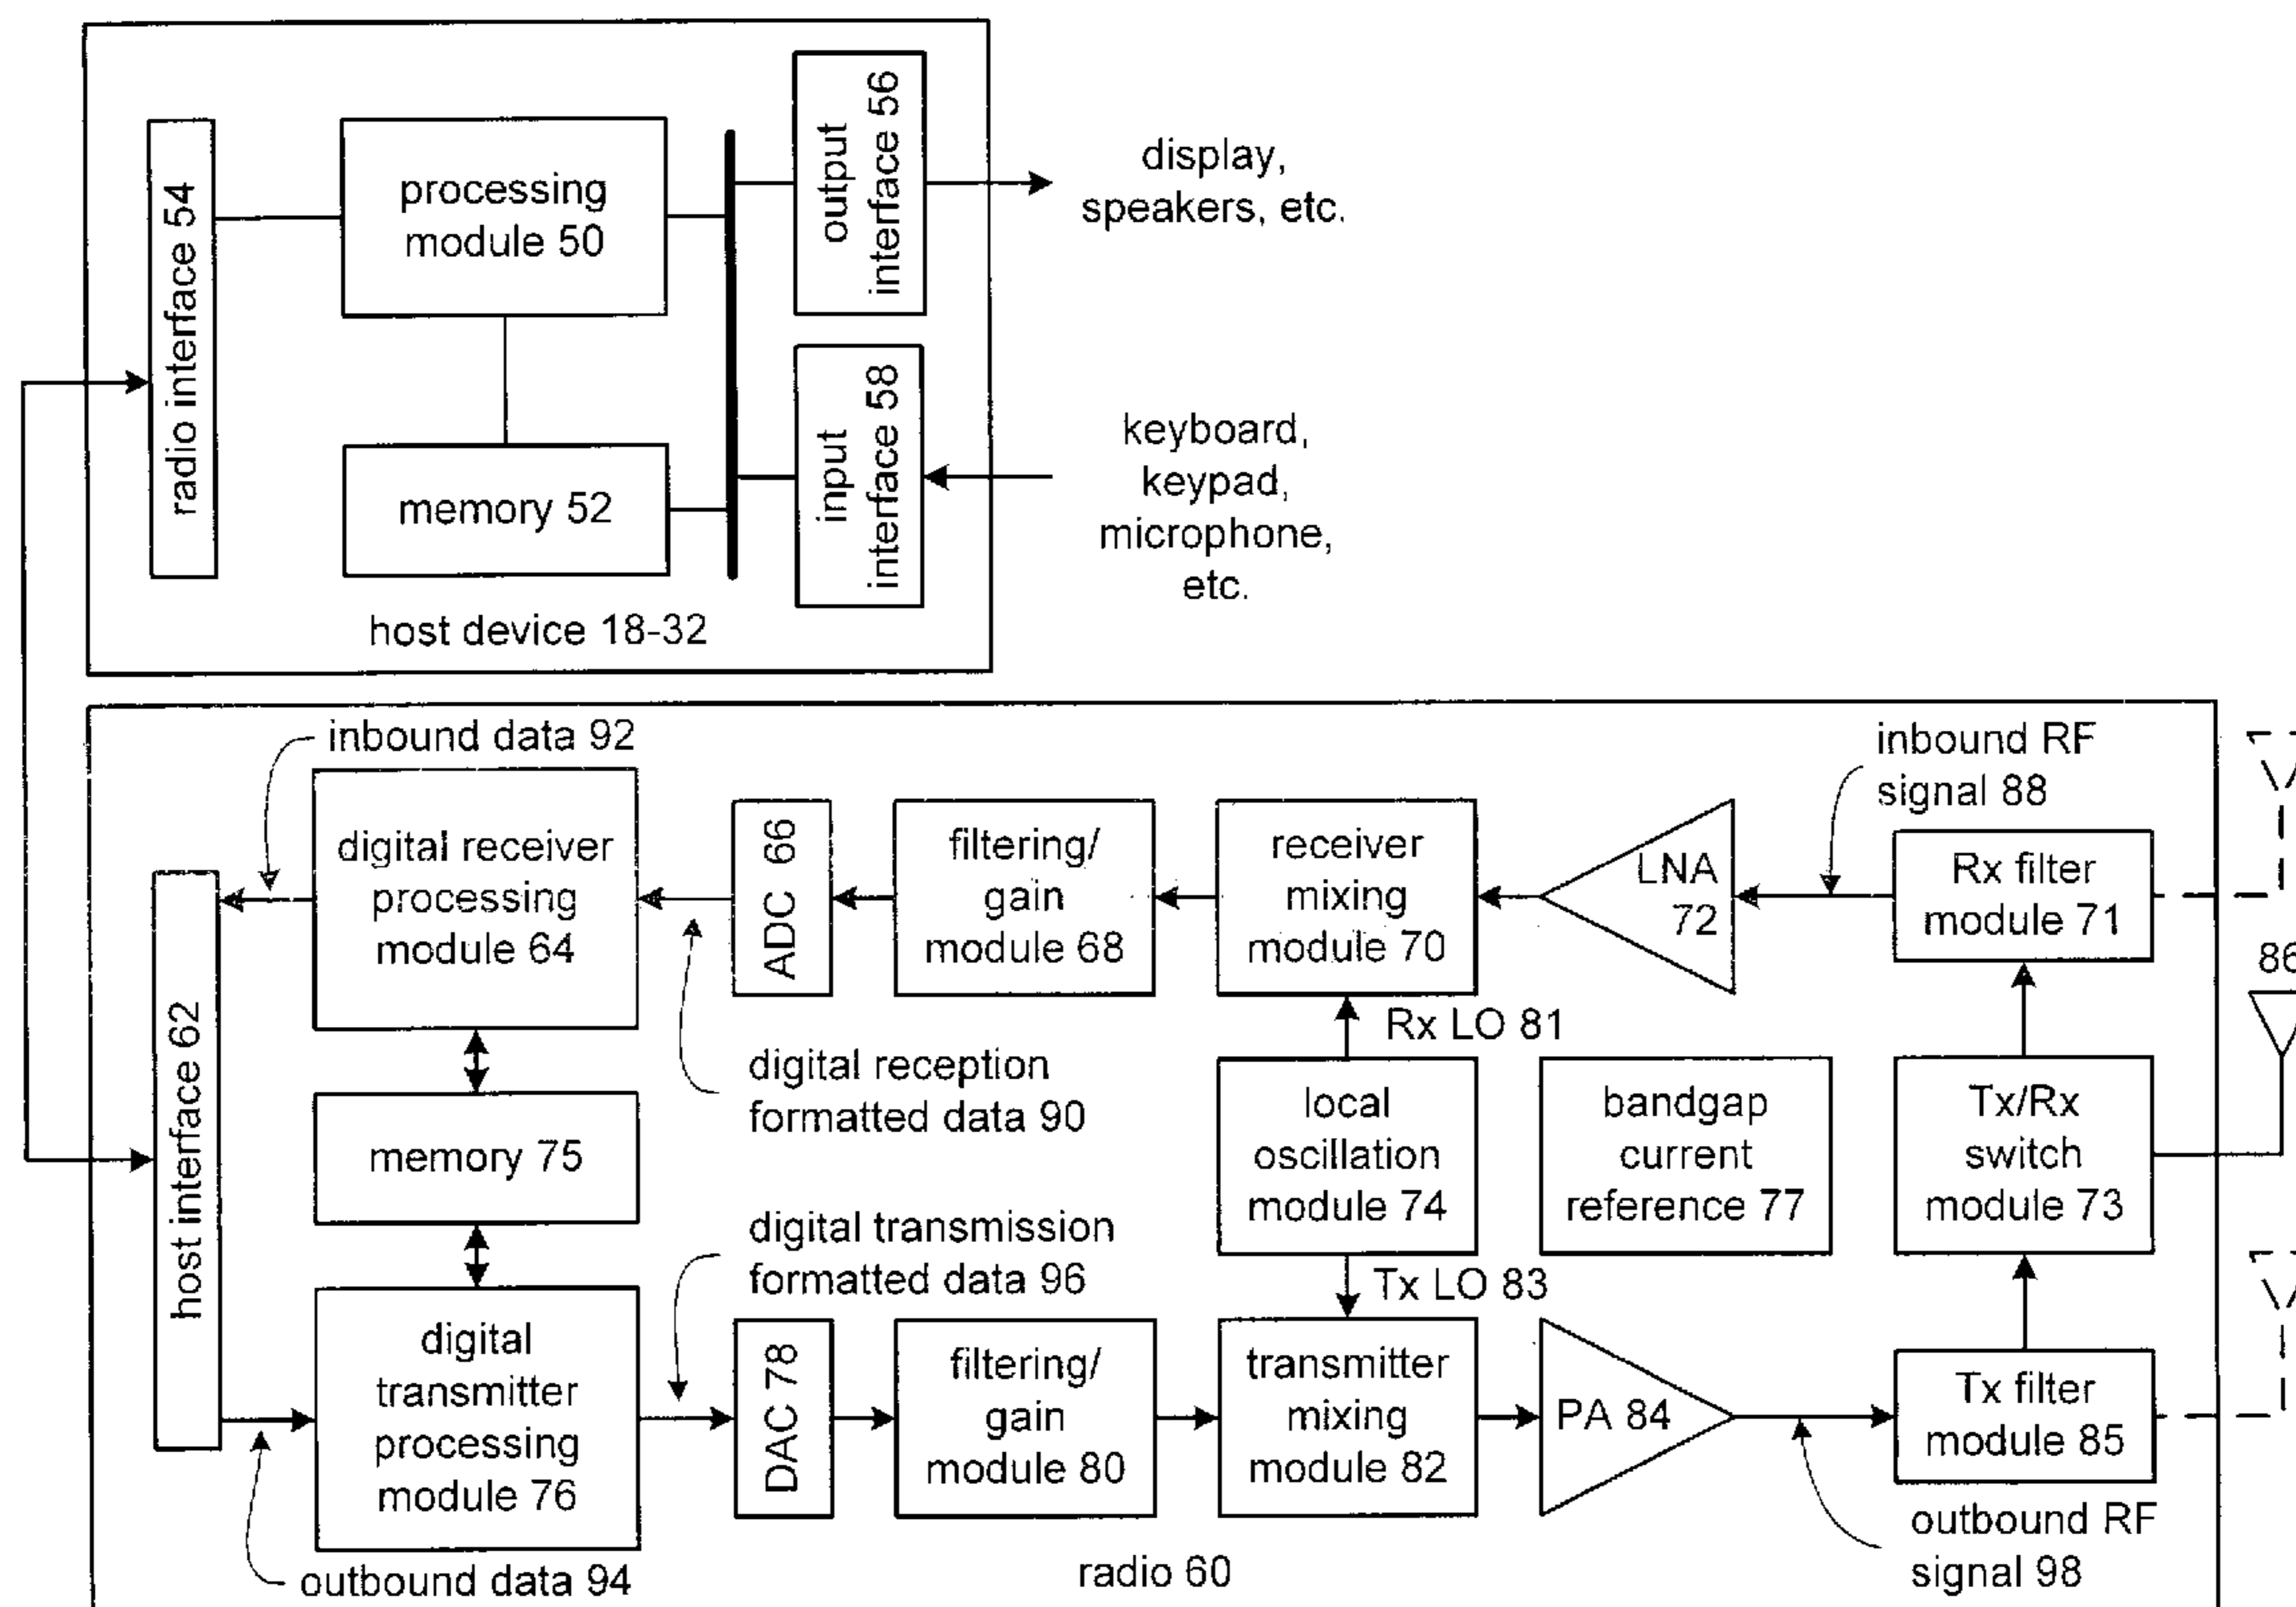 radio interface 54
processing
module 50
memory 52
output
interface 56
input
interface 58
display,
speakers, etc.
keyboard,
keypad,
microphone,
etc.
host device 18-32
inbound data 92
inbound RF
signal 88
host interface 62
digital receiver
processing
module 64
ADC 66
filtering/
gain
module 68
receiver
mixing
module 70
LNA
72
Rx filter
module 71
86
Rx LO 81
digital reception
formatted data 90
memory 75
local
oscillation
module 74
bandgap
current
reference 77
Tx/Rx
switch
module 73
digital transmission
formatted data 96
Tx LO 83
digital
transmitter
processing
module 76
DAC 78
filtering/
gain
module 80
transmitter
mixing
module 82
PA 84
Tx filter
module 85
outbound RF
signal 98
outbound data 94
radio 60